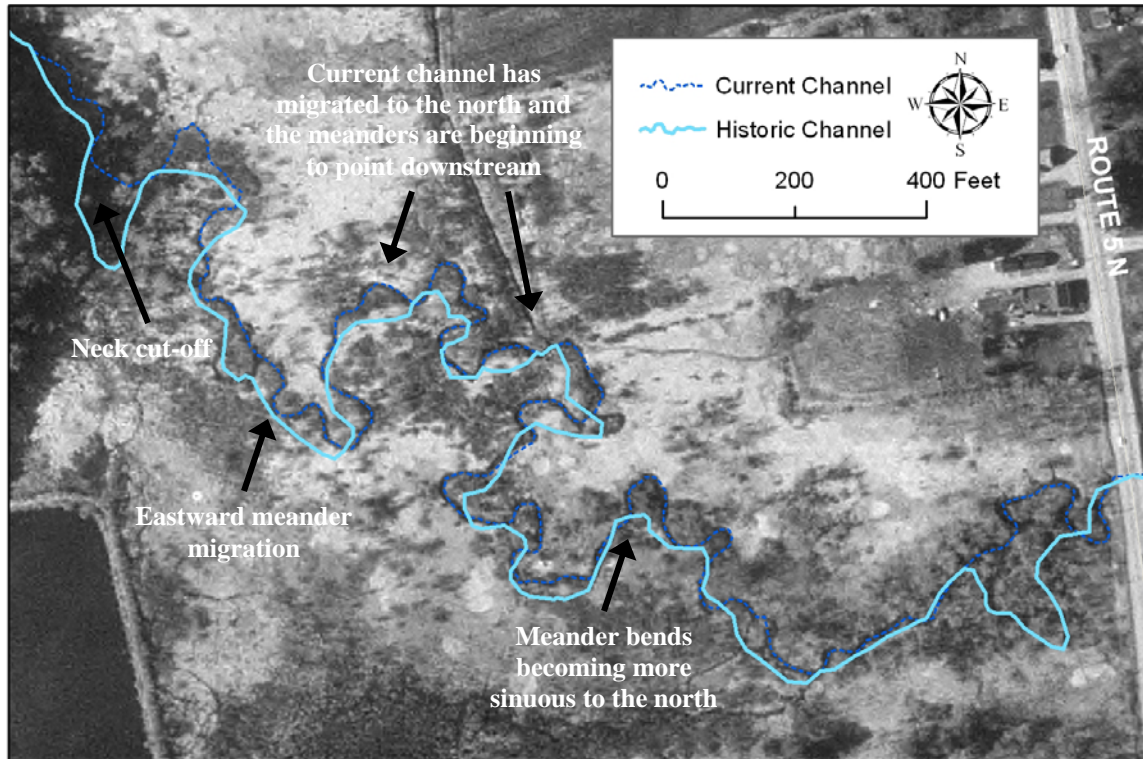 Current channel has
migrated to the north and
the meanders are beginning
to point downstream
Current Channel
Historic Channel
N
W
E
S
0
200
400 Feet
ROUTE 5 N
Neck cut-off
Eastward meander
migration
Meander bends
becoming more
sinuous to the north